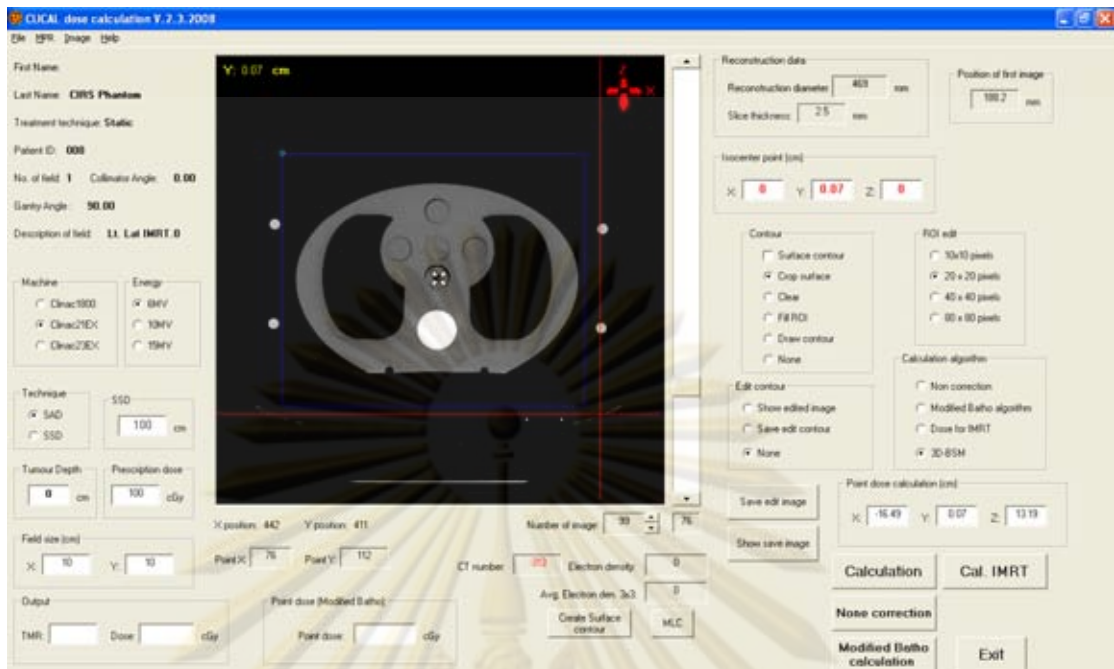 CUCAL dose calculation V.2.3.2008
File MPR Image Help
First Name:
Last Name: CIRS Phantom
Treatment technique: Static
Patient ID: 008
No. of field: 1 Collimator Angle: 0.00
Gantry Angle: 90.00
Description of field: Lt. Lat IMRT.0
Machine
Clinac1800
Clinac21EX
Clinac23EX
Energy
6MV
10MV
15MV
Technique
SAD
SSD
SSD
100 cm
Tumour Depth
0 cm
Prescription dose
100 cGy
Field size (cm)
X: 10 Y: 10
Output
TMR: Dose: cGy
Y: 0.07 cm
Z
X
X position: 442 Y position: 411
Point X: 76 Point Y: 112
Number of image: 99 76
CT number: Electron density: 0
Avg. Electron den. 3x3: 0
Create Surface contour
MLC
Point dose (Modified Batho)
Point dose: cGy
Reconstruction data
Reconstruction diameter: 469 mm
Slice thickness: 2.5 mm
Position of first image
188.2 mm
Isocenter point (cm)
X: 0 Y: 0.07 Z: 0
Contour
Surface contour
Crop surface
Clear
Fill ROI
Draw contour
None
ROI edit
10x10 pixels
20 x 20 pixels
40 x 40 pixels
80 x 80 pixels
Edit contour
Show edited image
Save edit contour
None
Calculation algorithm
Non correction
Modified Batho algorithm
Dose for IMRT
3D-BSM
Save edit image
Show save image
Point dose calculation (cm)
X: -16.49 Y: 0.07 Z: 13.19
Calculation
Cal. IMRT
None correction
Modified Batho calculation
Exit